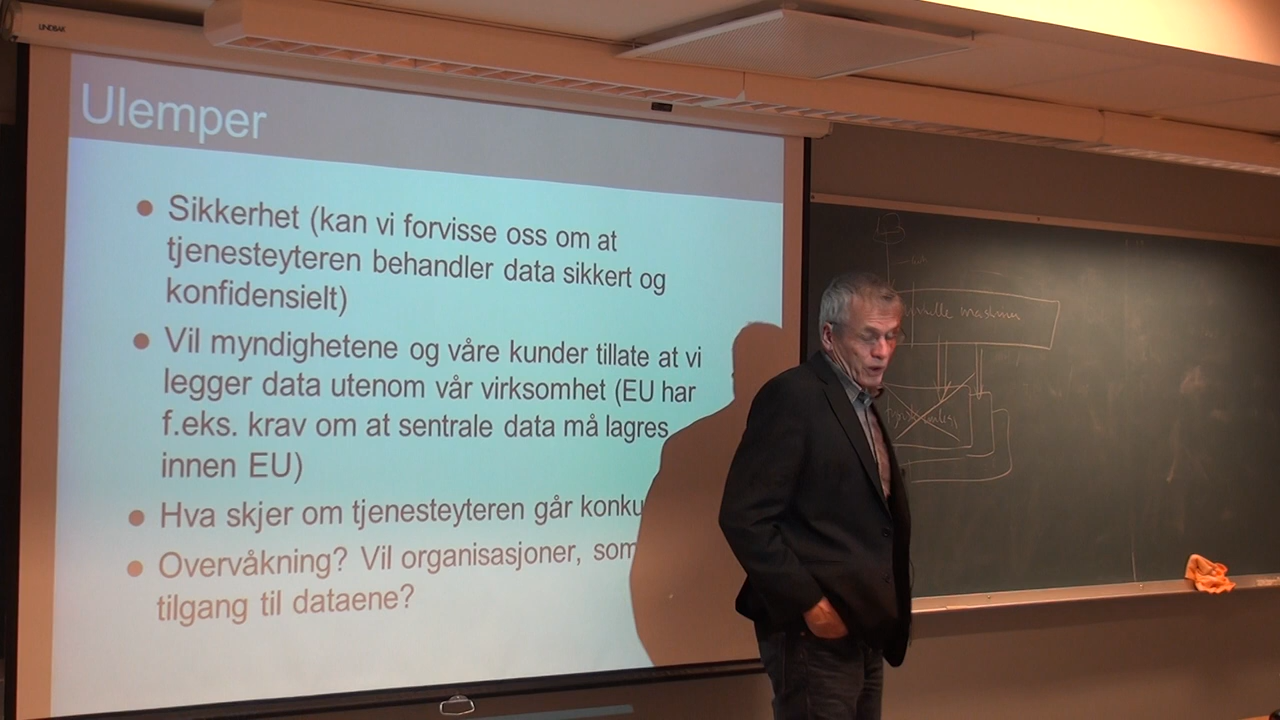 LINDBAK
Ulemper
Sikkerhet (kan vi forvisse oss om at
tjenesteyteren behandler data sikkert og
konfidensielt)
Vil myndighetene og våre kunder tillate at vi
legger data utenom vår virksomhet (EU har
f.eks. krav om at sentrale data må lagres
innen EU)
Hva skjer om tjenesteyteren går konku
Overvåkning? Vil organisasjoner, som
tilgang til dataene?
maskiner